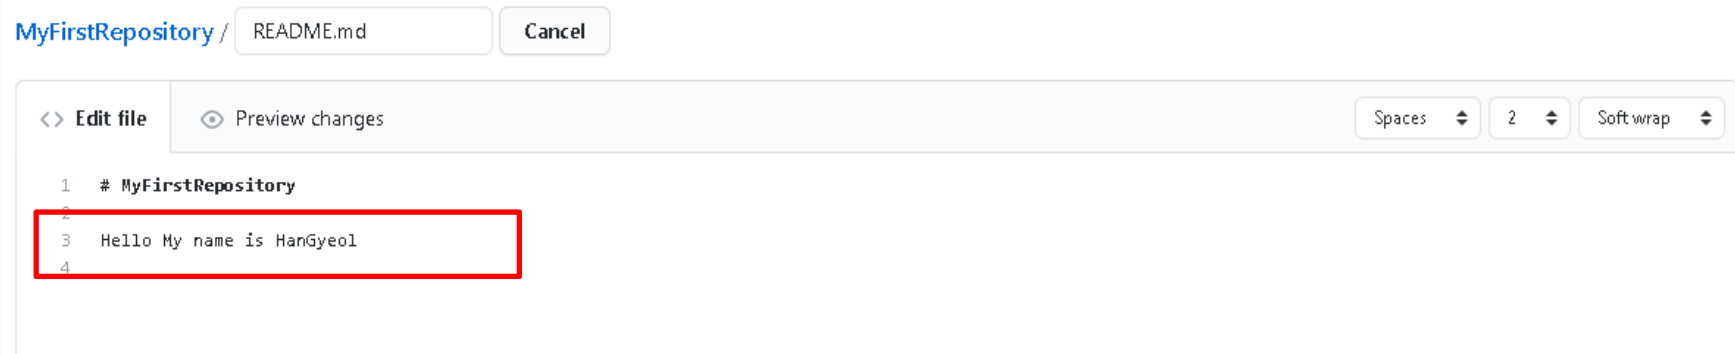 MyFirstRepository / README.md Cancel
<> Edit file Preview changes Spaces 2 Soft wrap
1 # MyFirstRepository
2
3 Hello My name is HanGyeol
4